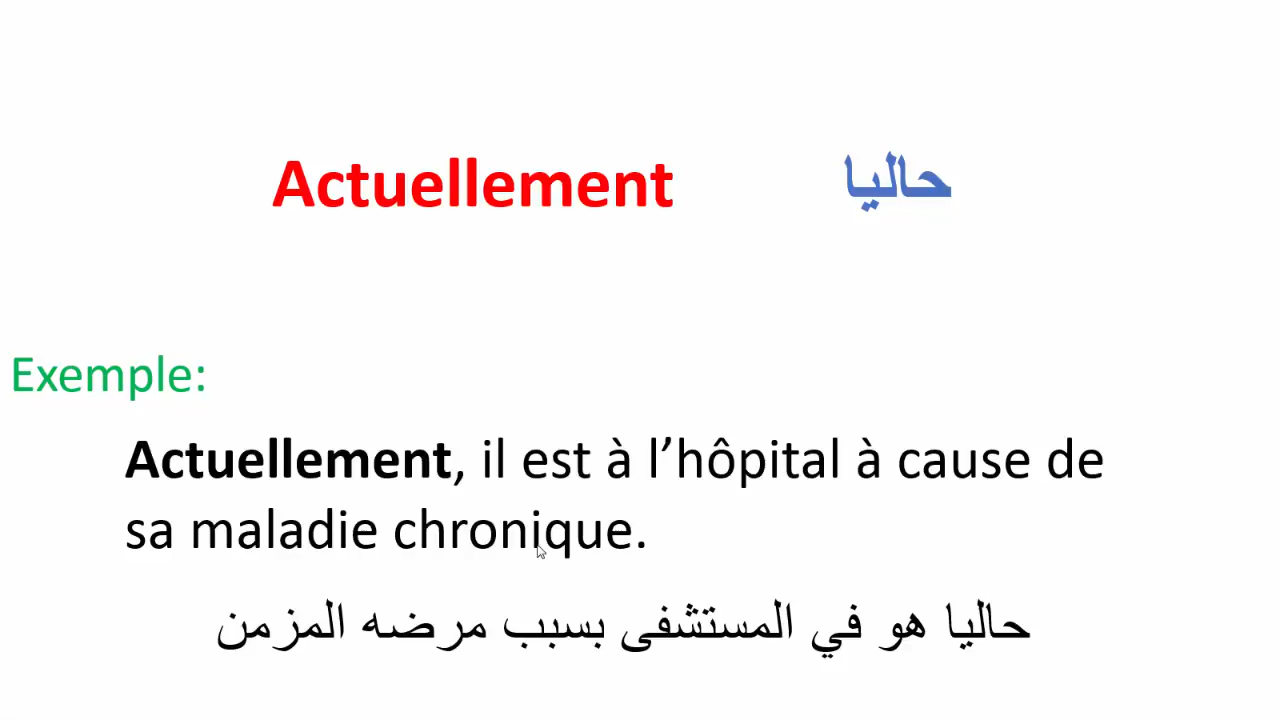 Actuellement حاليا
Exemple:
Actuellement, il est à l’hôpital à cause de
sa maladie chronique.
حاليا هو في المستشفى بسبب مرضه المزمن